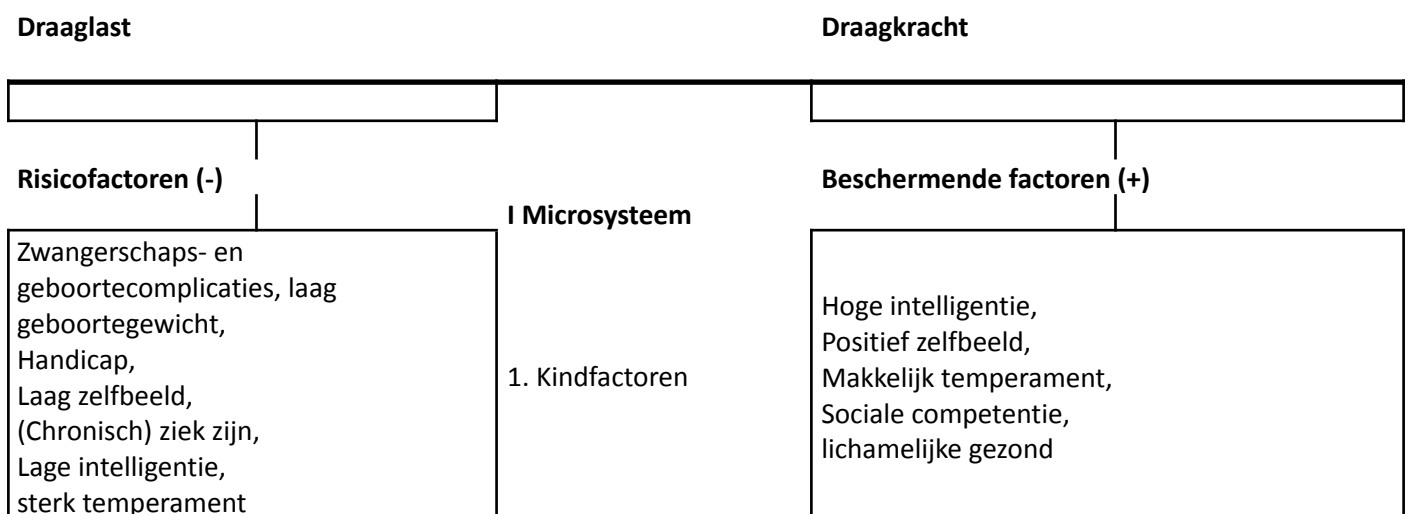 Draaglast
Draagkracht
Risicofactoren (-)
Beschermende factoren (+)
I Microsysteem
Zwangerschaps- en
geboortecomplicaties, laag
geboortegewicht,
Handicap,
Laag zelfbeeld,
(Chronisch) ziek zijn,
Lage intelligentie,
sterk temperament
1. Kindfactoren
Hoge intelligentie,
Positief zelfbeeld,
Makkelijk temperament,
Sociale competentie,
lichamelijke gezond